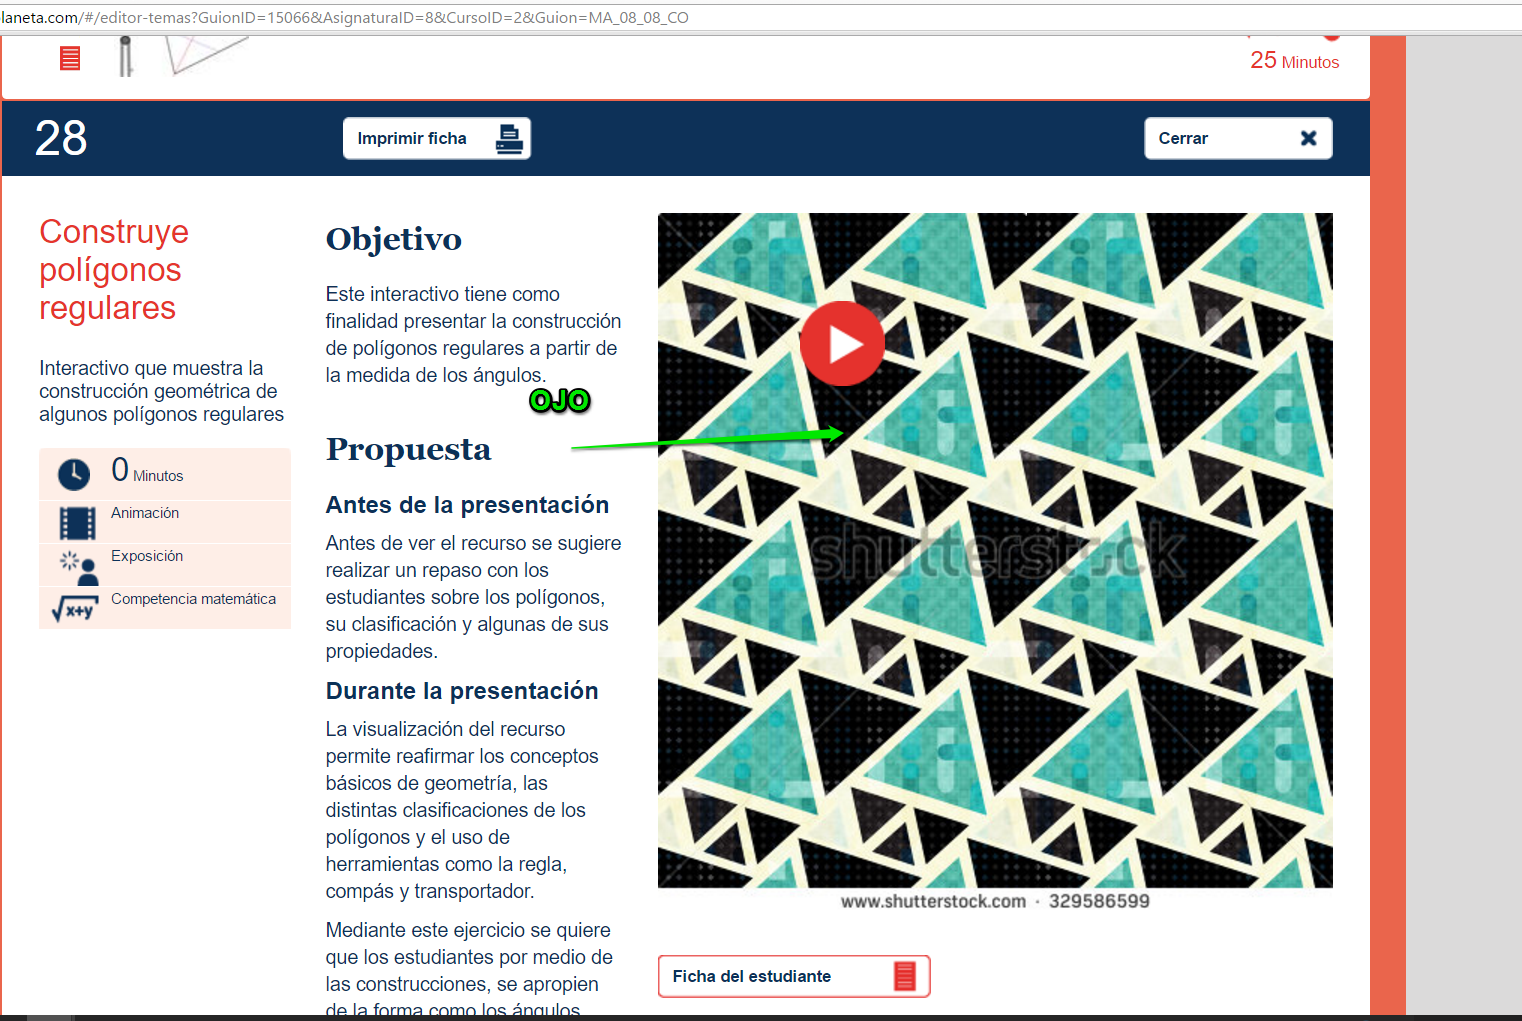 laneta.com/#/editor-temas?GuionID=15066&AsignaturaID=8&CursoID=2&Guion=MA_08_08_CO
25 Minutos
28
Imprimir ficha
Cerrar
Construye
polígonos
regulares
Interactivo que muestra la
construcción geométrica de
algunos polígonos regulares
0 Minutos
Animación
Exposición
x+y
Competencia matemática
Objetivo
Este interactivo tiene como
finalidad presentar la construcción
de polígonos regulares a partir de
la medida de los ángulos.
OJO
Propuesta
Antes de la presentación
Antes de ver el recurso se sugiere
realizar un repaso con los
estudiantes sobre los polígonos,
su clasificación y algunas de sus
propiedades.
Durante la presentación
La visualización del recurso
permite reafirmar los conceptos
básicos de geometría, las
distintas clasificaciones de los
polígonos y el uso de
herramientas como la regla,
compás y transportador.
Mediante este ejercicio se quiere
que los estudiantes por medio de
las construcciones, se apropien
de la forma como los ángulos
shutterstock
www.shutterstock.com · 329586599
Ficha del estudiante